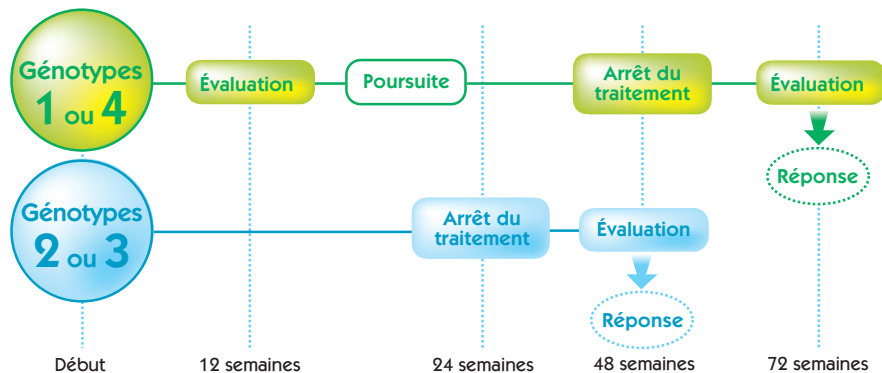 Génotypes
1 ou 4
Évaluation
Poursuite
Arrêt du
traitement
Évaluation
Réponse
Génotypes
2 ou 3
Arrêt du
traitement
Évaluation
Réponse
Début
12 semaines
24 semaines
48 semaines
72 semaines